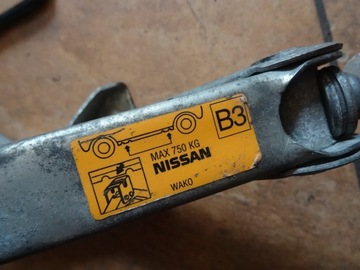 B3
MAX 750 KG
NISSAN
WAKO